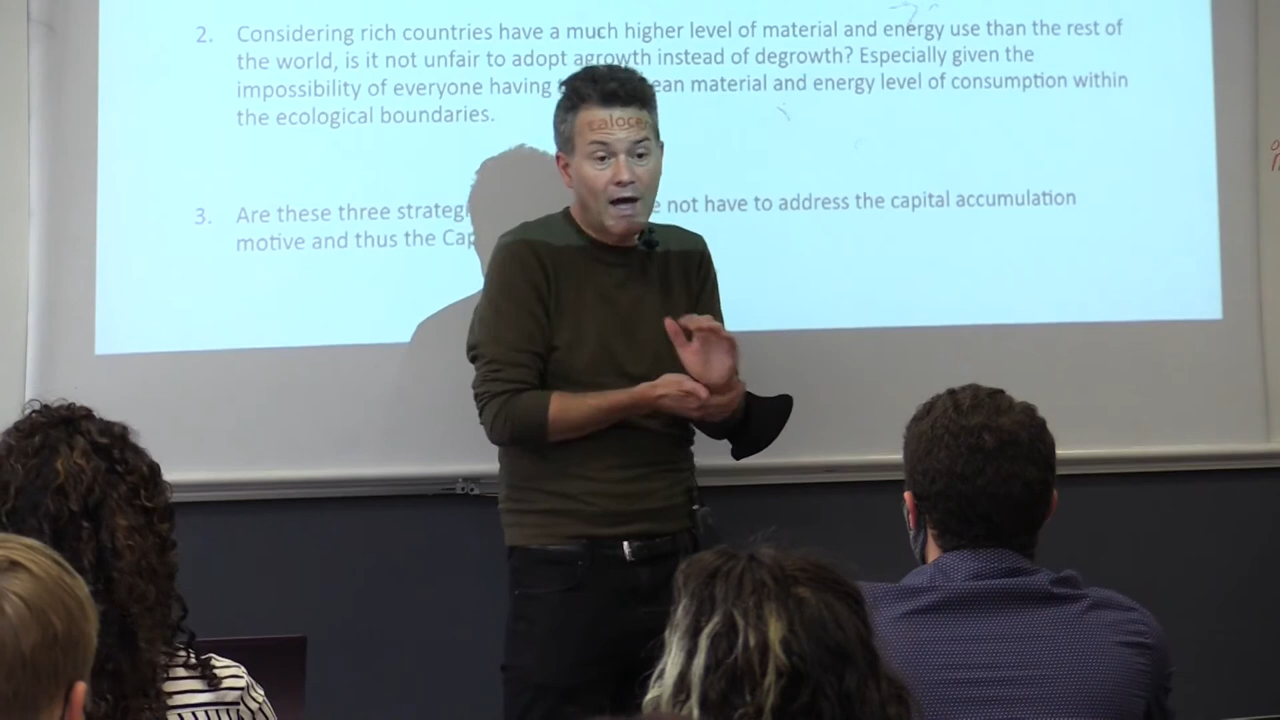 2. Considering rich countries have a much higher level of material and energy use than the rest of
the world, is it not unfair to adopt agrowth instead of degrowth? Especially given the
impossibility of everyone having ean material and energy level of consumption within
the ecological boundaries.
3. Are these three strategi e not have to address the capital accumulation
motive and thus the Cap